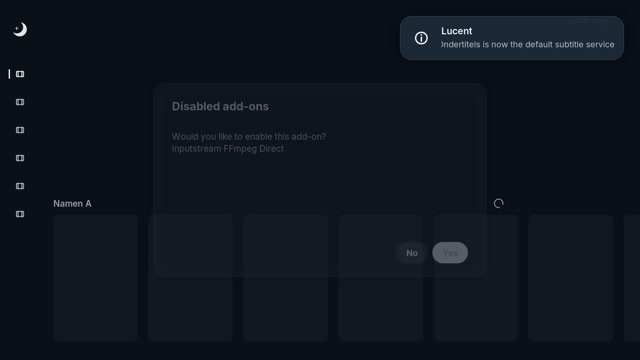 Lucent
Ondertitels is now the default subtitle service
Disabled add-ons
Would you like to enable this add-on?
Inputstream FFmpeg Direct
Namen A
No
Yes